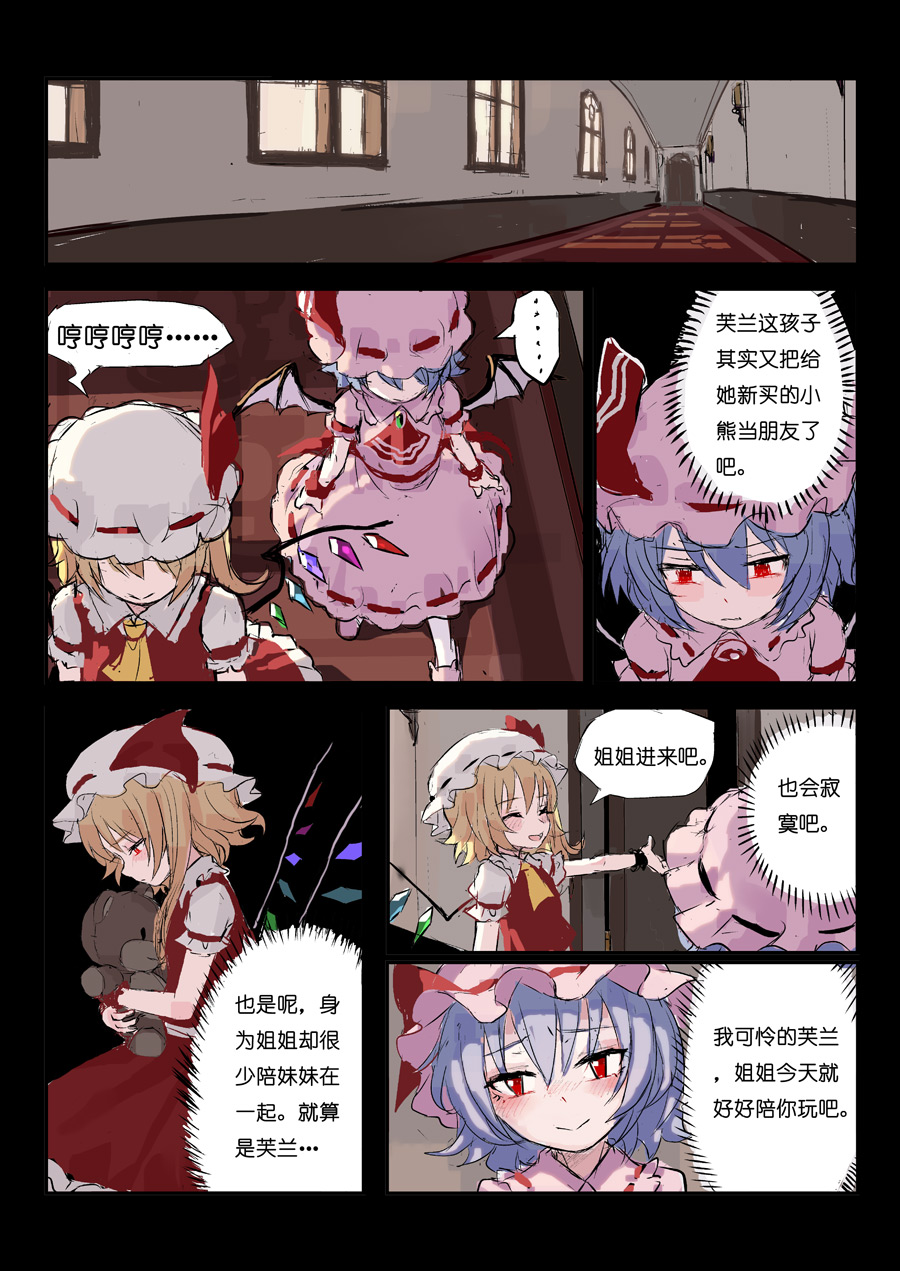 哼哼哼哼……
……
芙兰这孩子
其实又把给
她新买的小
熊当朋友了
吧。
也是呢，身
为姐姐却很
少陪妹妹在
一起。就算
是芙兰…
姐姐进来吧。
也会寂
寞吧。
我可怜的芙兰
，姐姐今天就
好好陪你玩吧。